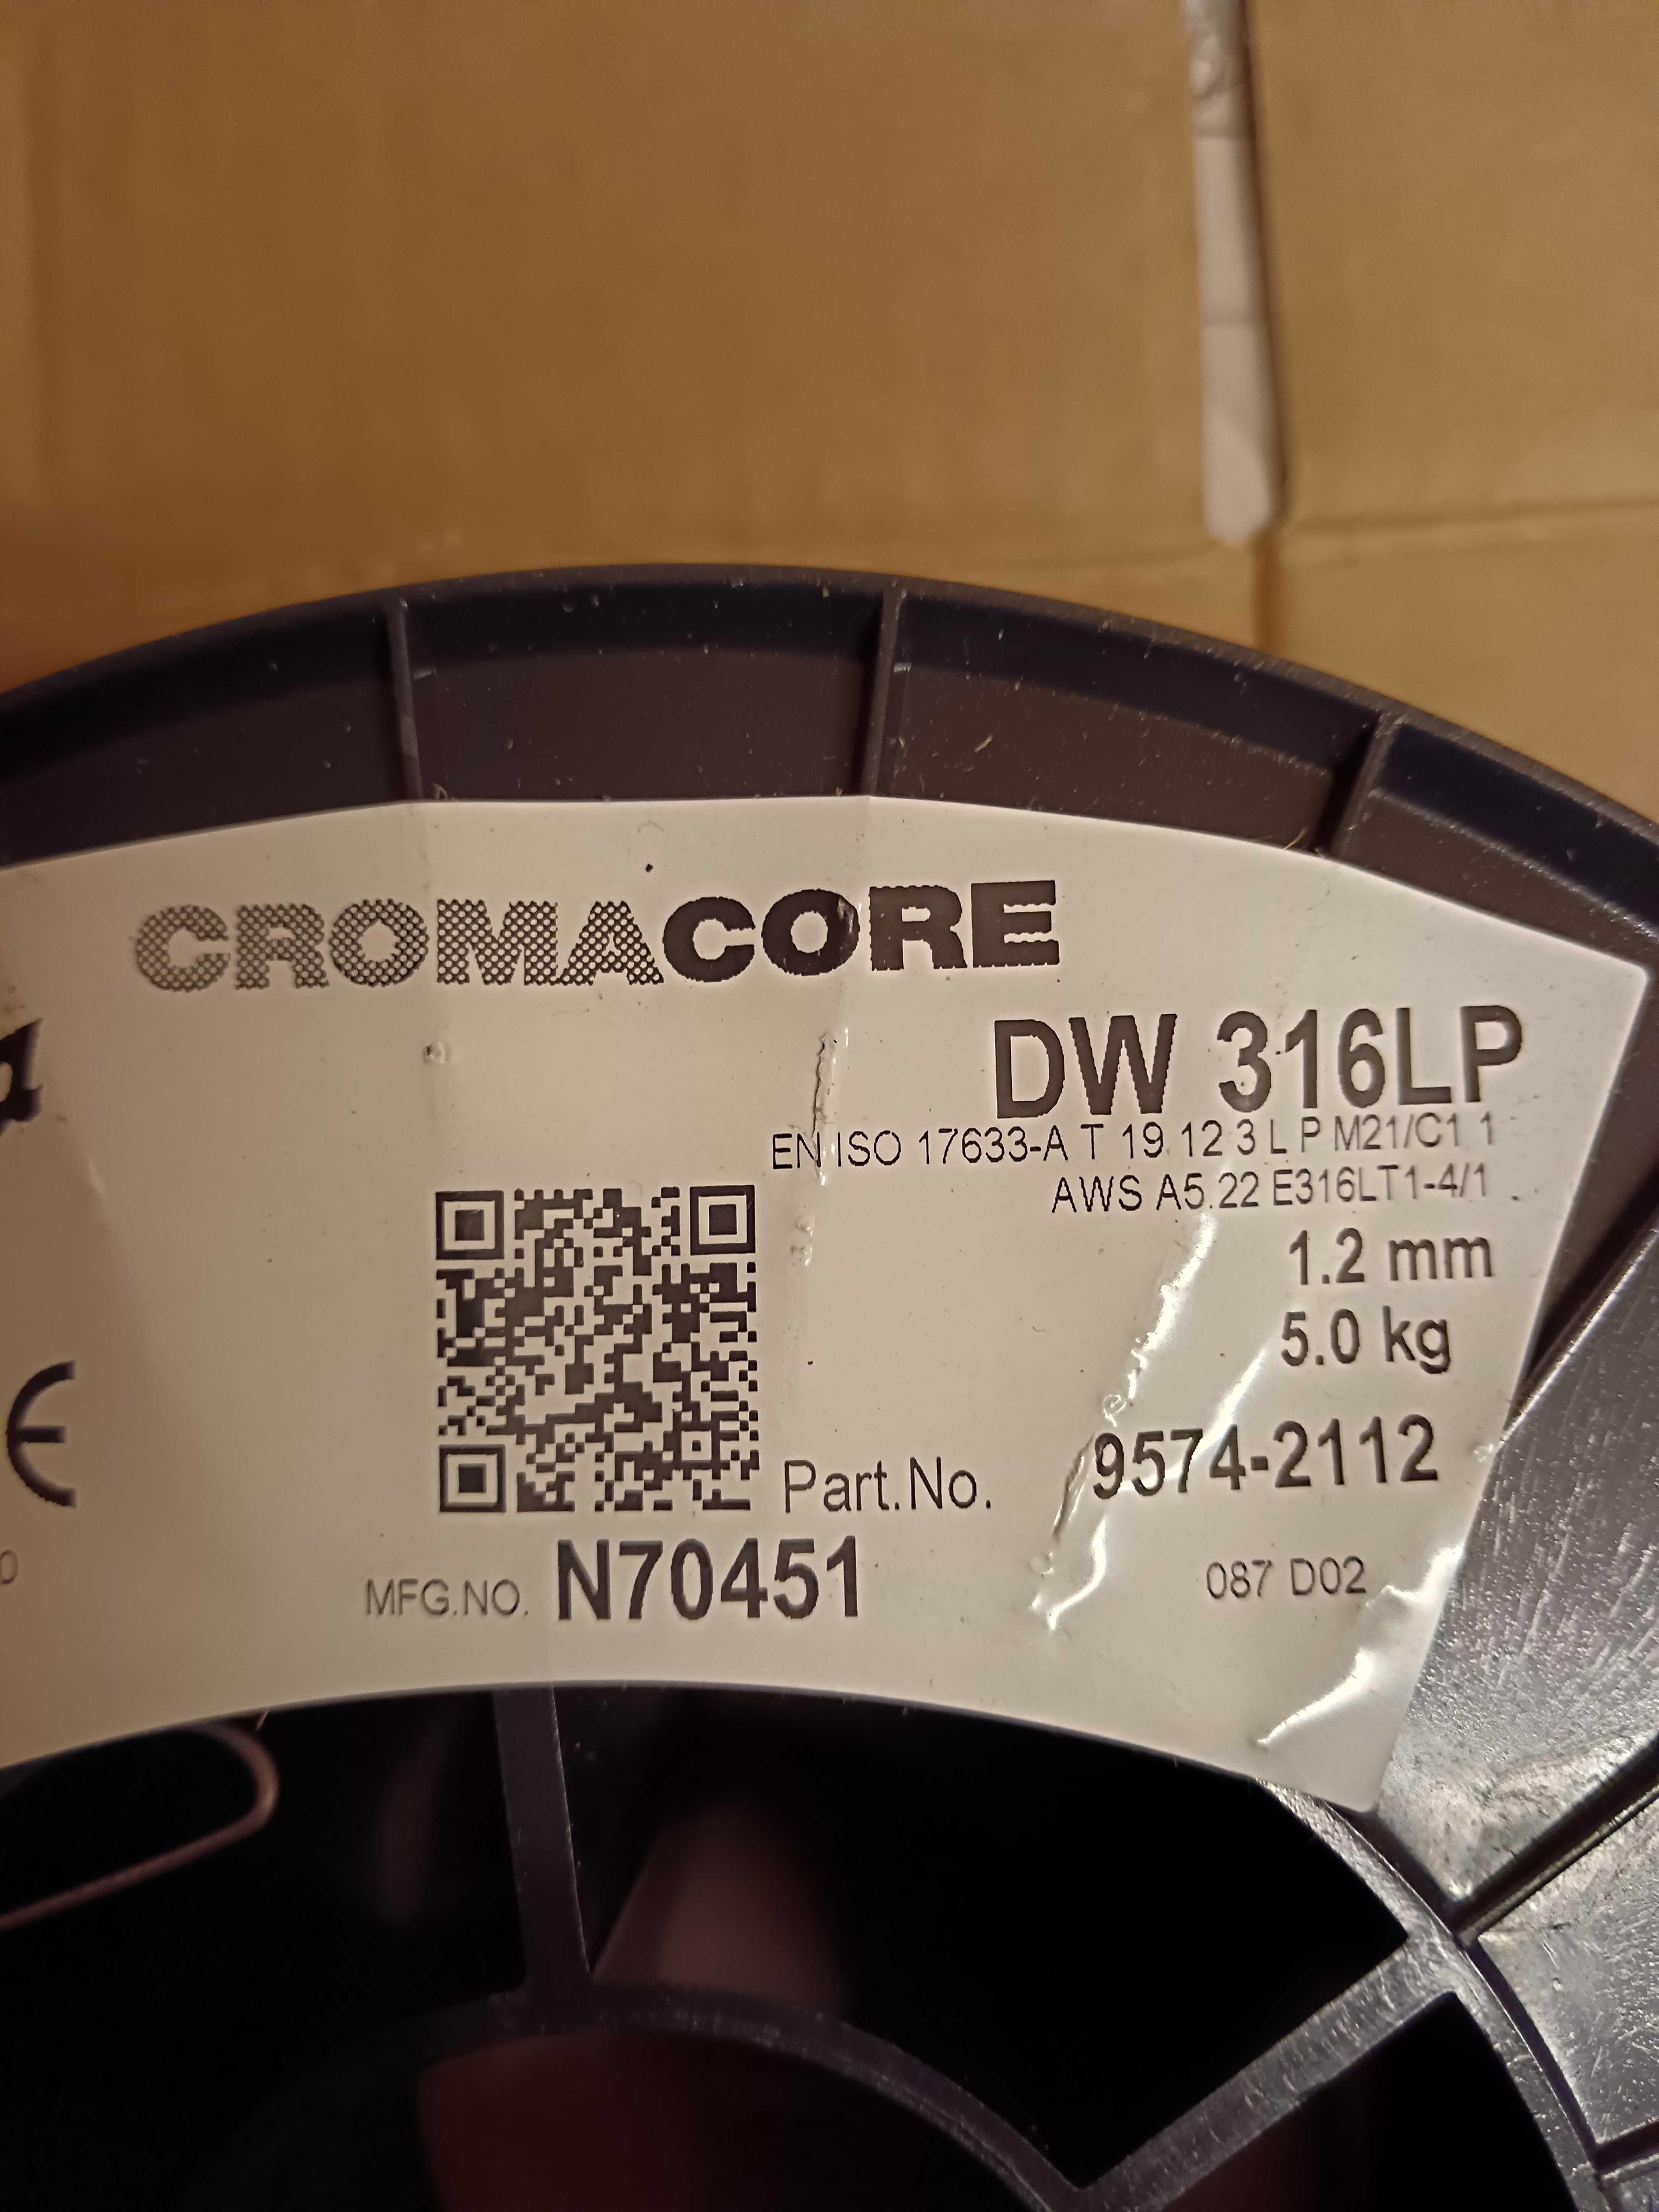 CROMACORE
DW 316LP
EN ISO 17633-A T 19 12 3 L P M21/C1 1
AWS A5.22 E316LT1-4/1
1.2 mm
5.0 kg
Part.No. 9574-2112
MFG.NO. N70451
087 D02